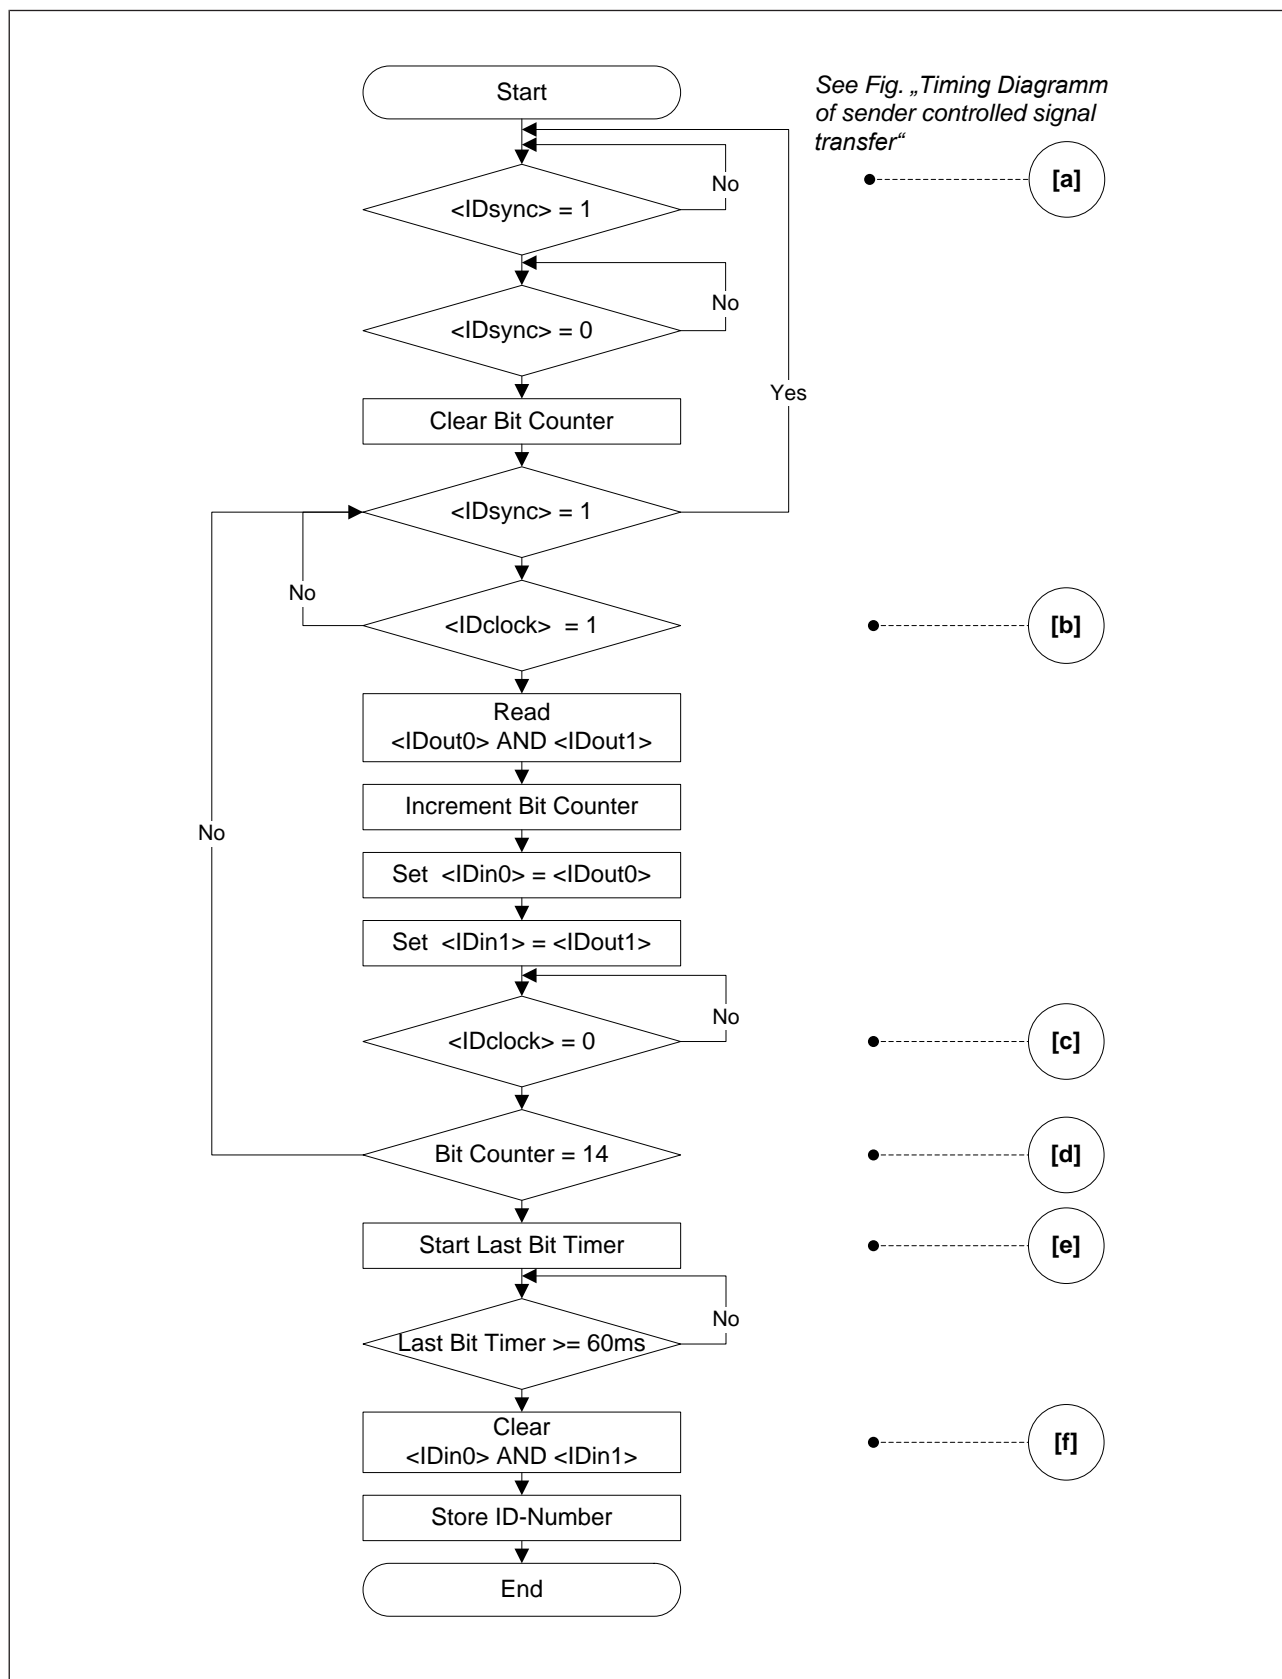 Start
See Fig. „Timing Diagramm
of sender controlled signal
transfer“
[a]
No
<IDsync> = 1
No
<IDsync> = 0
Yes
Clear Bit Counter
<IDsync> = 1
No
<IDclock> = 1
[b]
Read
<IDout0> AND <IDout1>
Increment Bit Counter
No
Set <IDin0> = <IDout0>
Set <IDin1> = <IDout1>
No
<IDclock> = 0
[c]
Bit Counter = 14
[d]
Start Last Bit Timer
[e]
No
Last Bit Timer >= 60ms
Clear
<IDin0> AND <IDin1>
[f]
Store ID-Number
End